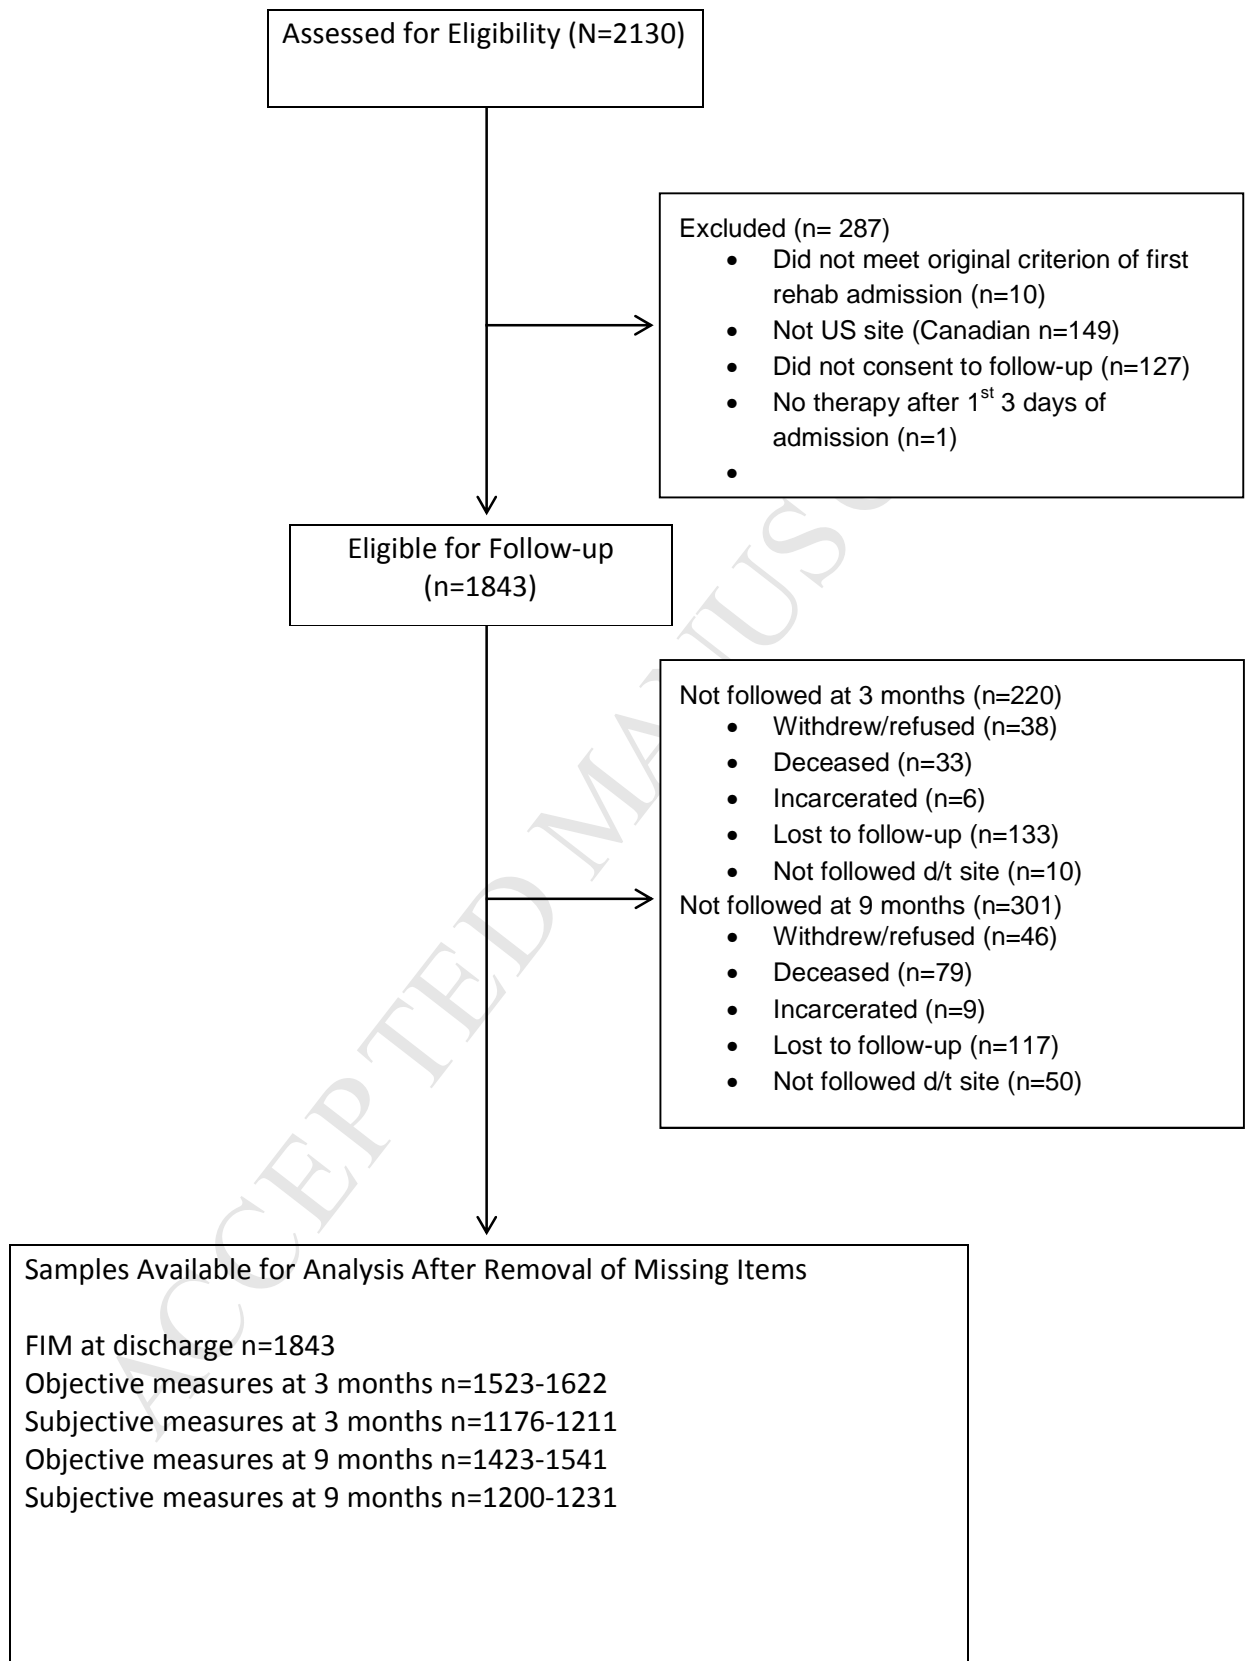 Assessed for Eligibility (N=2130)
Excluded (n= 287)
• Did not meet original criterion of first
rehab admission (n=10)
• Not US site (Canadian n=149)
• Did not consent to follow-up (n=127)
• No therapy after 1st 3 days of
admission (n=1)
•
Eligible for Follow-up
(n=1843)
Not followed at 3 months (n=220)
• Withdrew/refused (n=38)
• Deceased (n=33)
• Incarcerated (n=6)
• Lost to follow-up (n=133)
• Not followed d/t site (n=10)
Not followed at 9 months (n=301)
• Withdrew/refused (n=46)
• Deceased (n=79)
• Incarcerated (n=9)
• Lost to follow-up (n=117)
• Not followed d/t site (n=50)
Samples Available for Analysis After Removal of Missing Items
FIM at discharge n=1843
Objective measures at 3 months n=1523-1622
Subjective measures at 3 months n=1176-1211
Objective measures at 9 months n=1423-1541
Subjective measures at 9 months n=1200-1231
ACCEPTED MANUSC